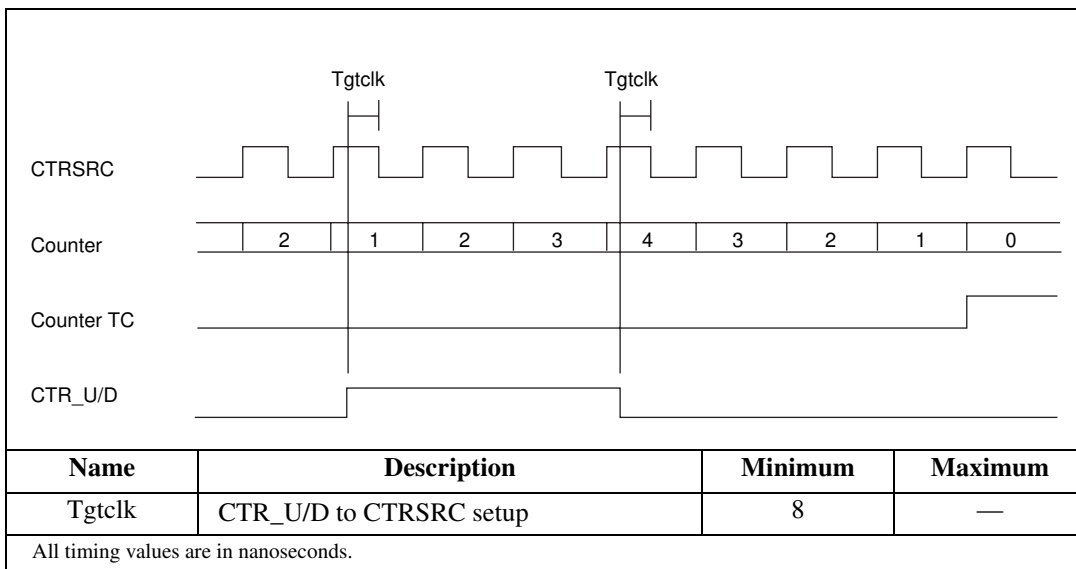 Tgtclk Tgtclk
CTRSRC
Counter 2 1 2 3 4 3 2 1 0
Counter TC
CTR_U/D
Name Description Minimum Maximum
Tgtclk CTR_U/D to CTRSRC setup 8 —
All timing values are in nanoseconds.